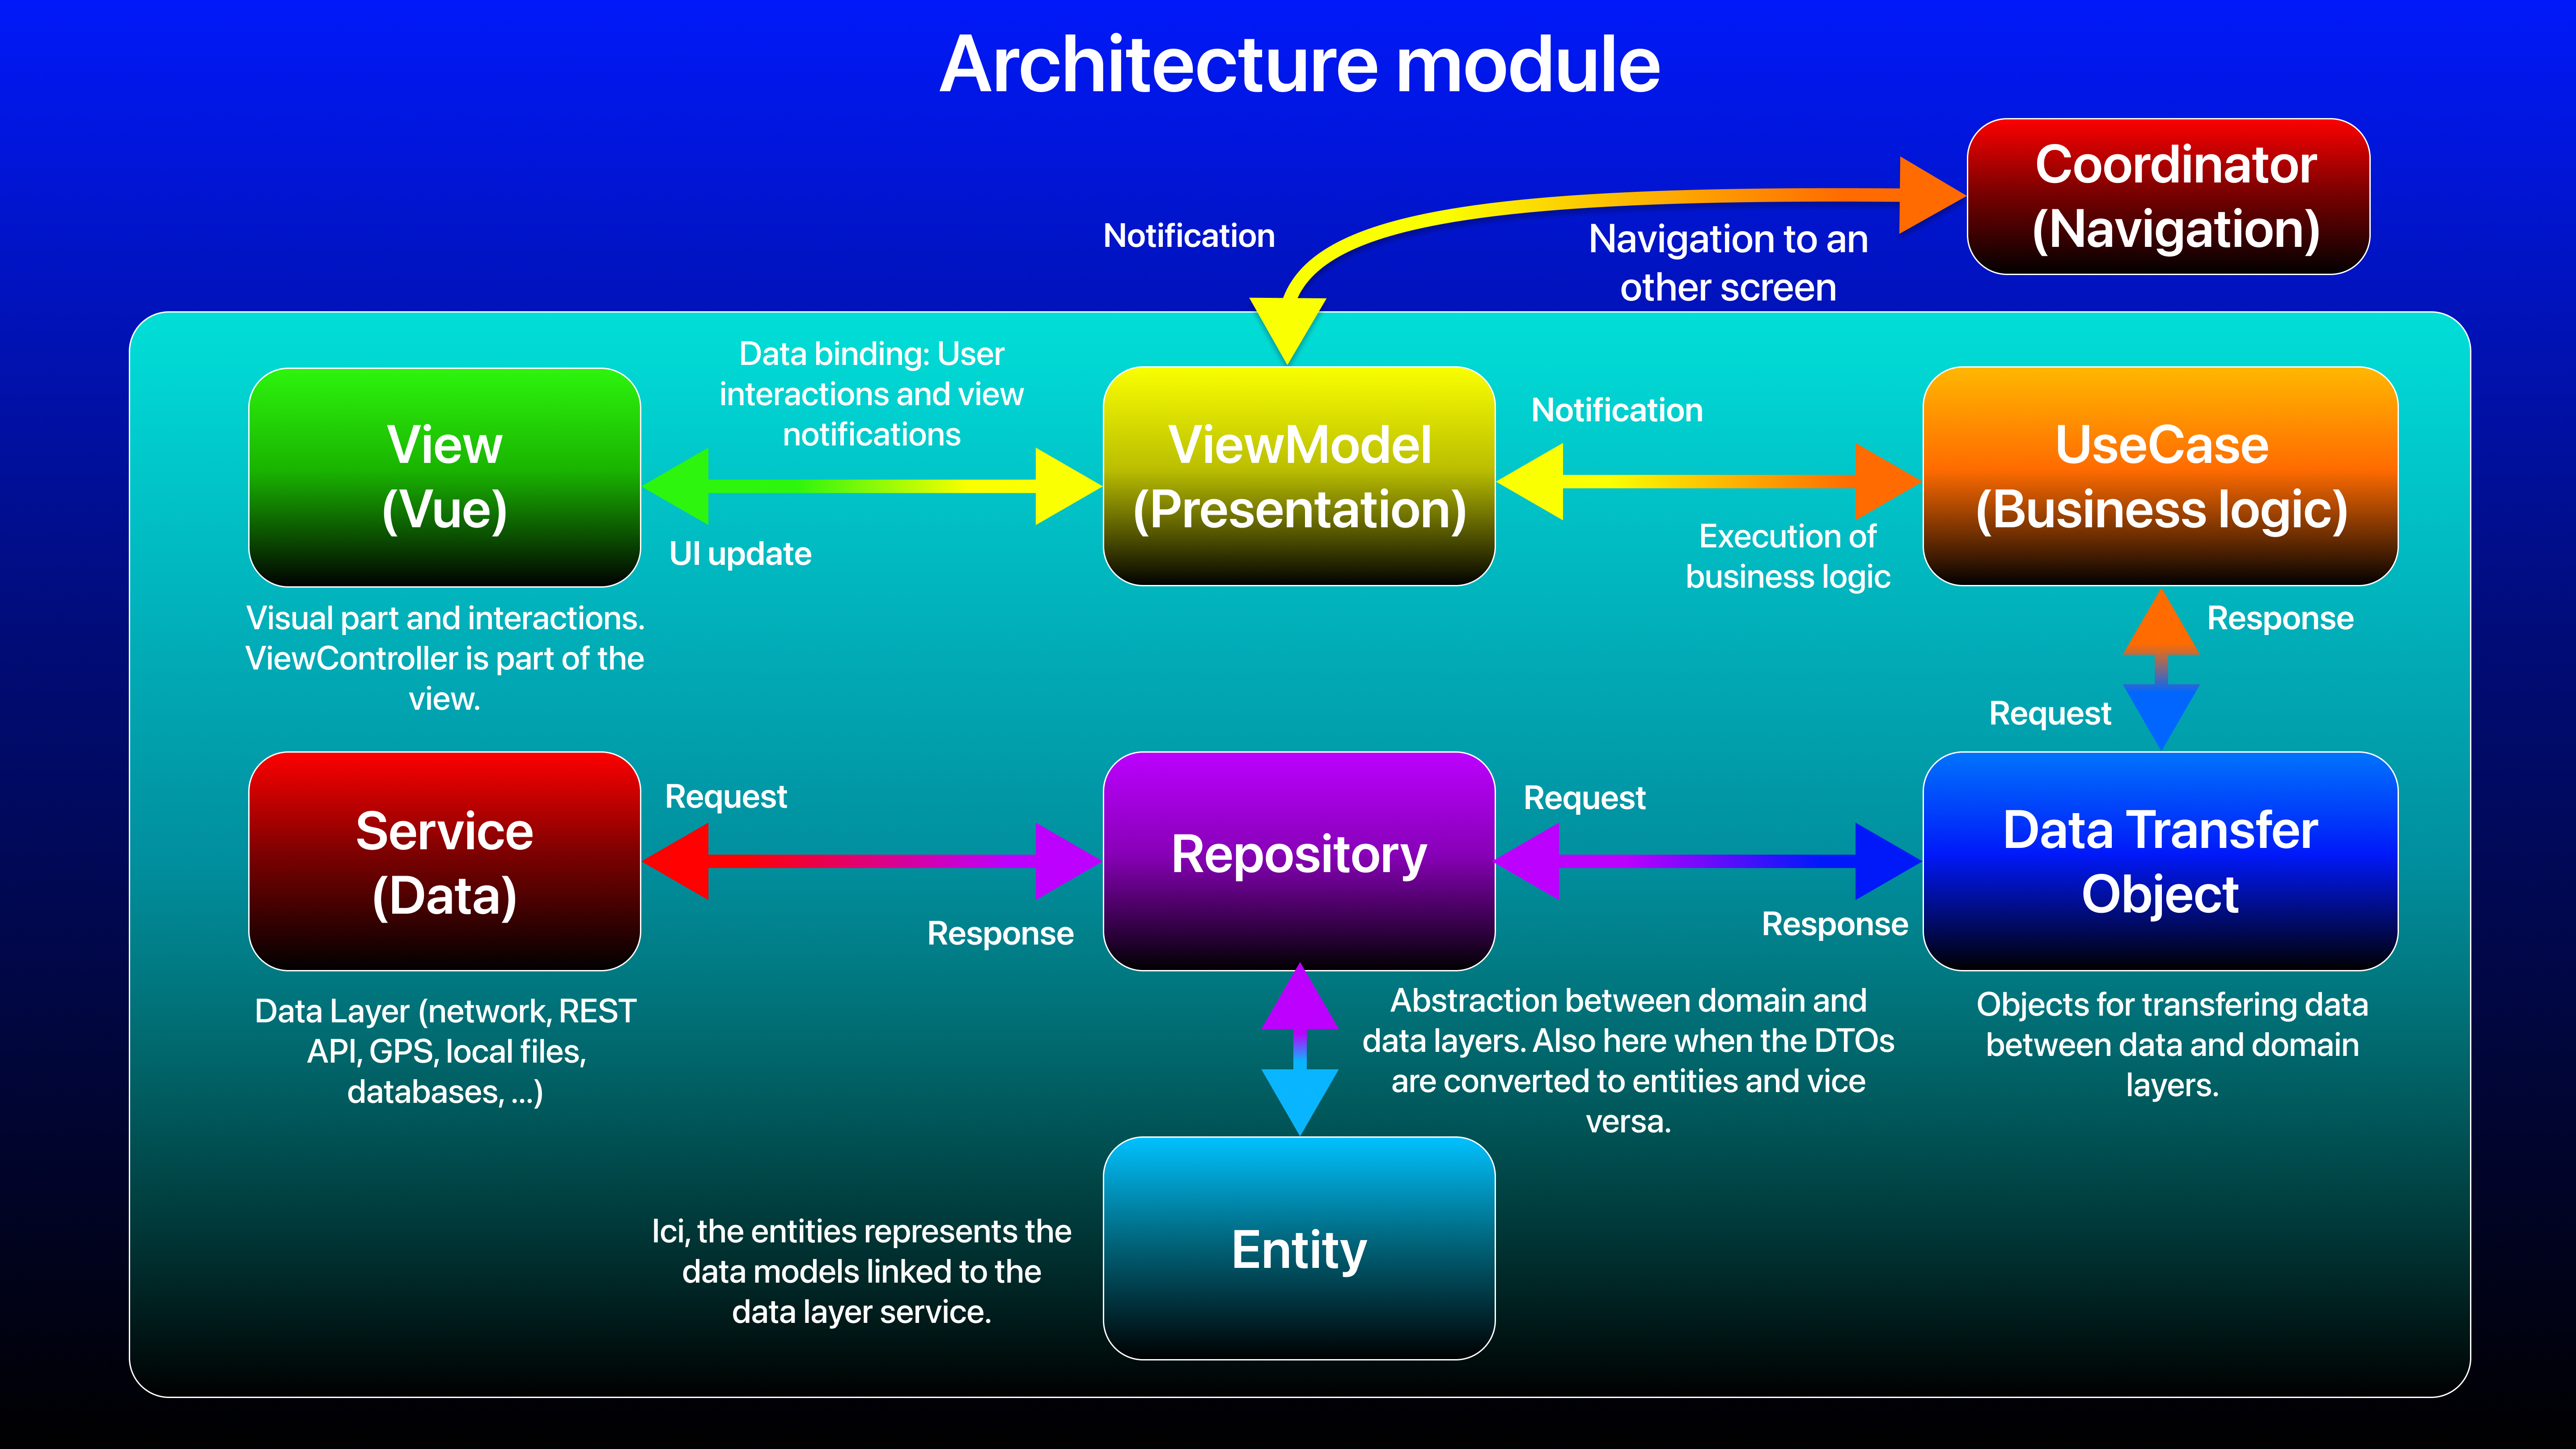 Architecture module
Coordinator
(Navigation)
Notification
Navigation to an
other screen
Data binding: User
interactions and view
notifications
View
(Vue)
UI update
ViewModel
(Presentation)
Notification
Execution of
business logic
UseCase
(Business logic)
Visual part and interactions.
ViewController is part of the
view.
Response
Request
Service
(Data)
Request
Response
Repository
Request
Response
Data Transfer
Object
Data Layer (network, REST
API, GPS, local files,
databases, ...)
Abstraction between domain and
data layers. Also here when the DTOs
are converted to entities and vice
versa.
Objects for transfering data
between data and domain
layers.
Ici, the entities represents the
data models linked to the
data layer service.
Entity